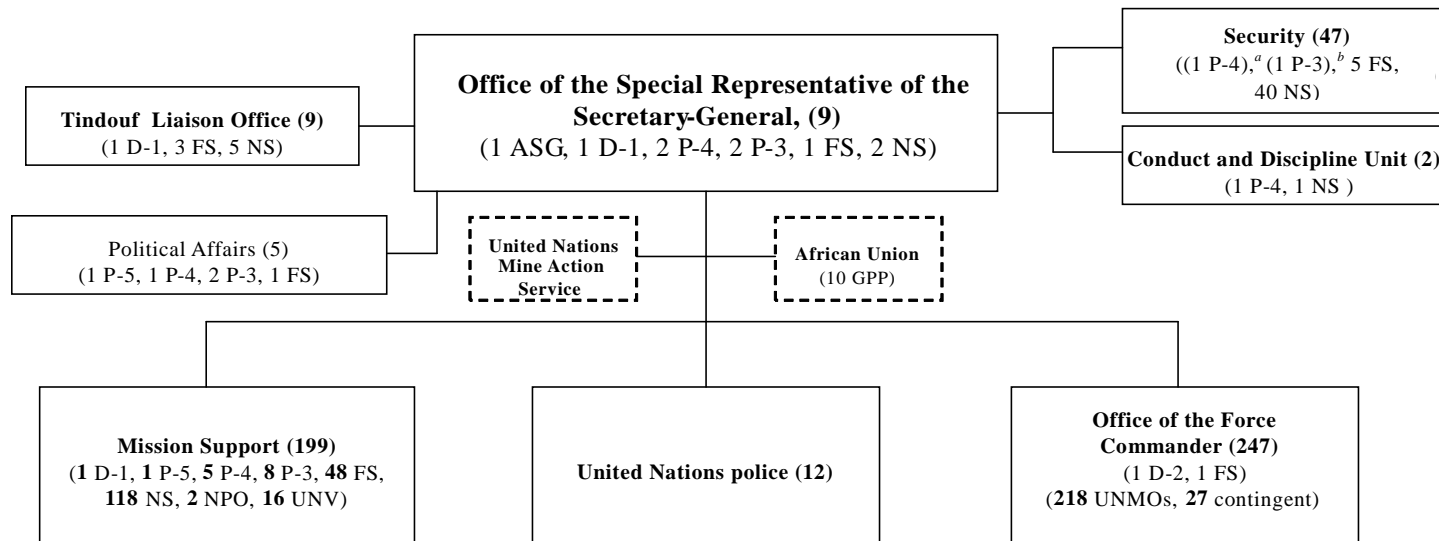 Security (47)
((1 P-4),a (1 P-3),b 5 FS,
40 NS)
Office of the Special Representative of the
Secretary-General, (9)
(1 ASG, 1 D-1, 2 P-4, 2 P-3, 1 FS, 2 NS)
Tindouf Liaison Office (9)
(1 D-1, 3 FS, 5 NS)
Conduct and Discipline Unit (2)
(1 P-4, 1 NS )
Political Affairs (5)
(1 P-5, 1 P-4, 2 P-3, 1 FS)
United Nations
Mine Action
Service
African Union
(10 GPP)
Mission Support (199)
(1 D-1, 1 P-5, 5 P-4, 8 P-3, 48 FS,
118 NS, 2 NPO, 16 UNV)
United Nations police (12)
Office of the Force
Commander (247)
(1 D-2, 1 FS)
(218 UNMOs, 27 contingent)